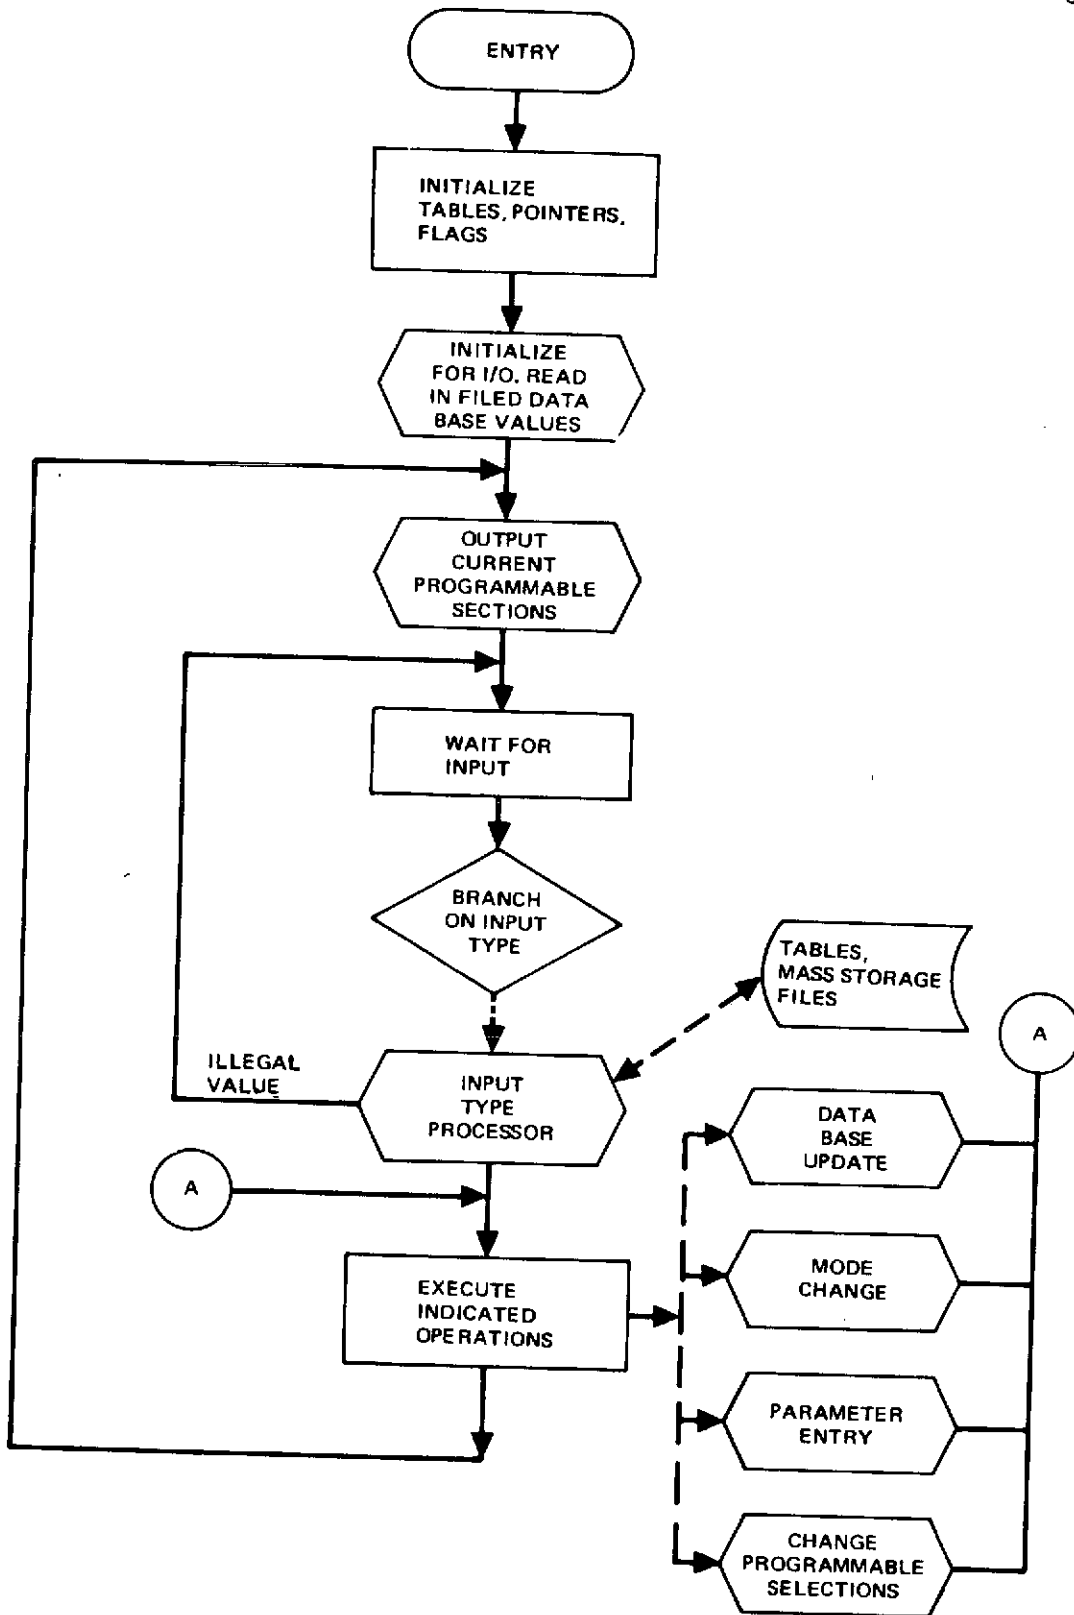 ENTRY
INITIALIZE
TABLES, POINTERS,
FLAGS
INITIALIZE
FOR I/O. READ
IN FILED DATA
BASE VALUES
OUTPUT
CURRENT
PROGRAMMABLE
SECTIONS
WAIT FOR
INPUT
BRANCH
ON INPUT
TYPE
TABLES,
MASS STORAGE
FILES
A
ILLEGAL
VALUE
INPUT
TYPE
PROCESSOR
DATA
BASE
UPDATE
A
MODE
CHANGE
EXECUTE
INDICATED
OPERATIONS
PARAMETER
ENTRY
CHANGE
PROGRAMMABLE
SELECTIONS